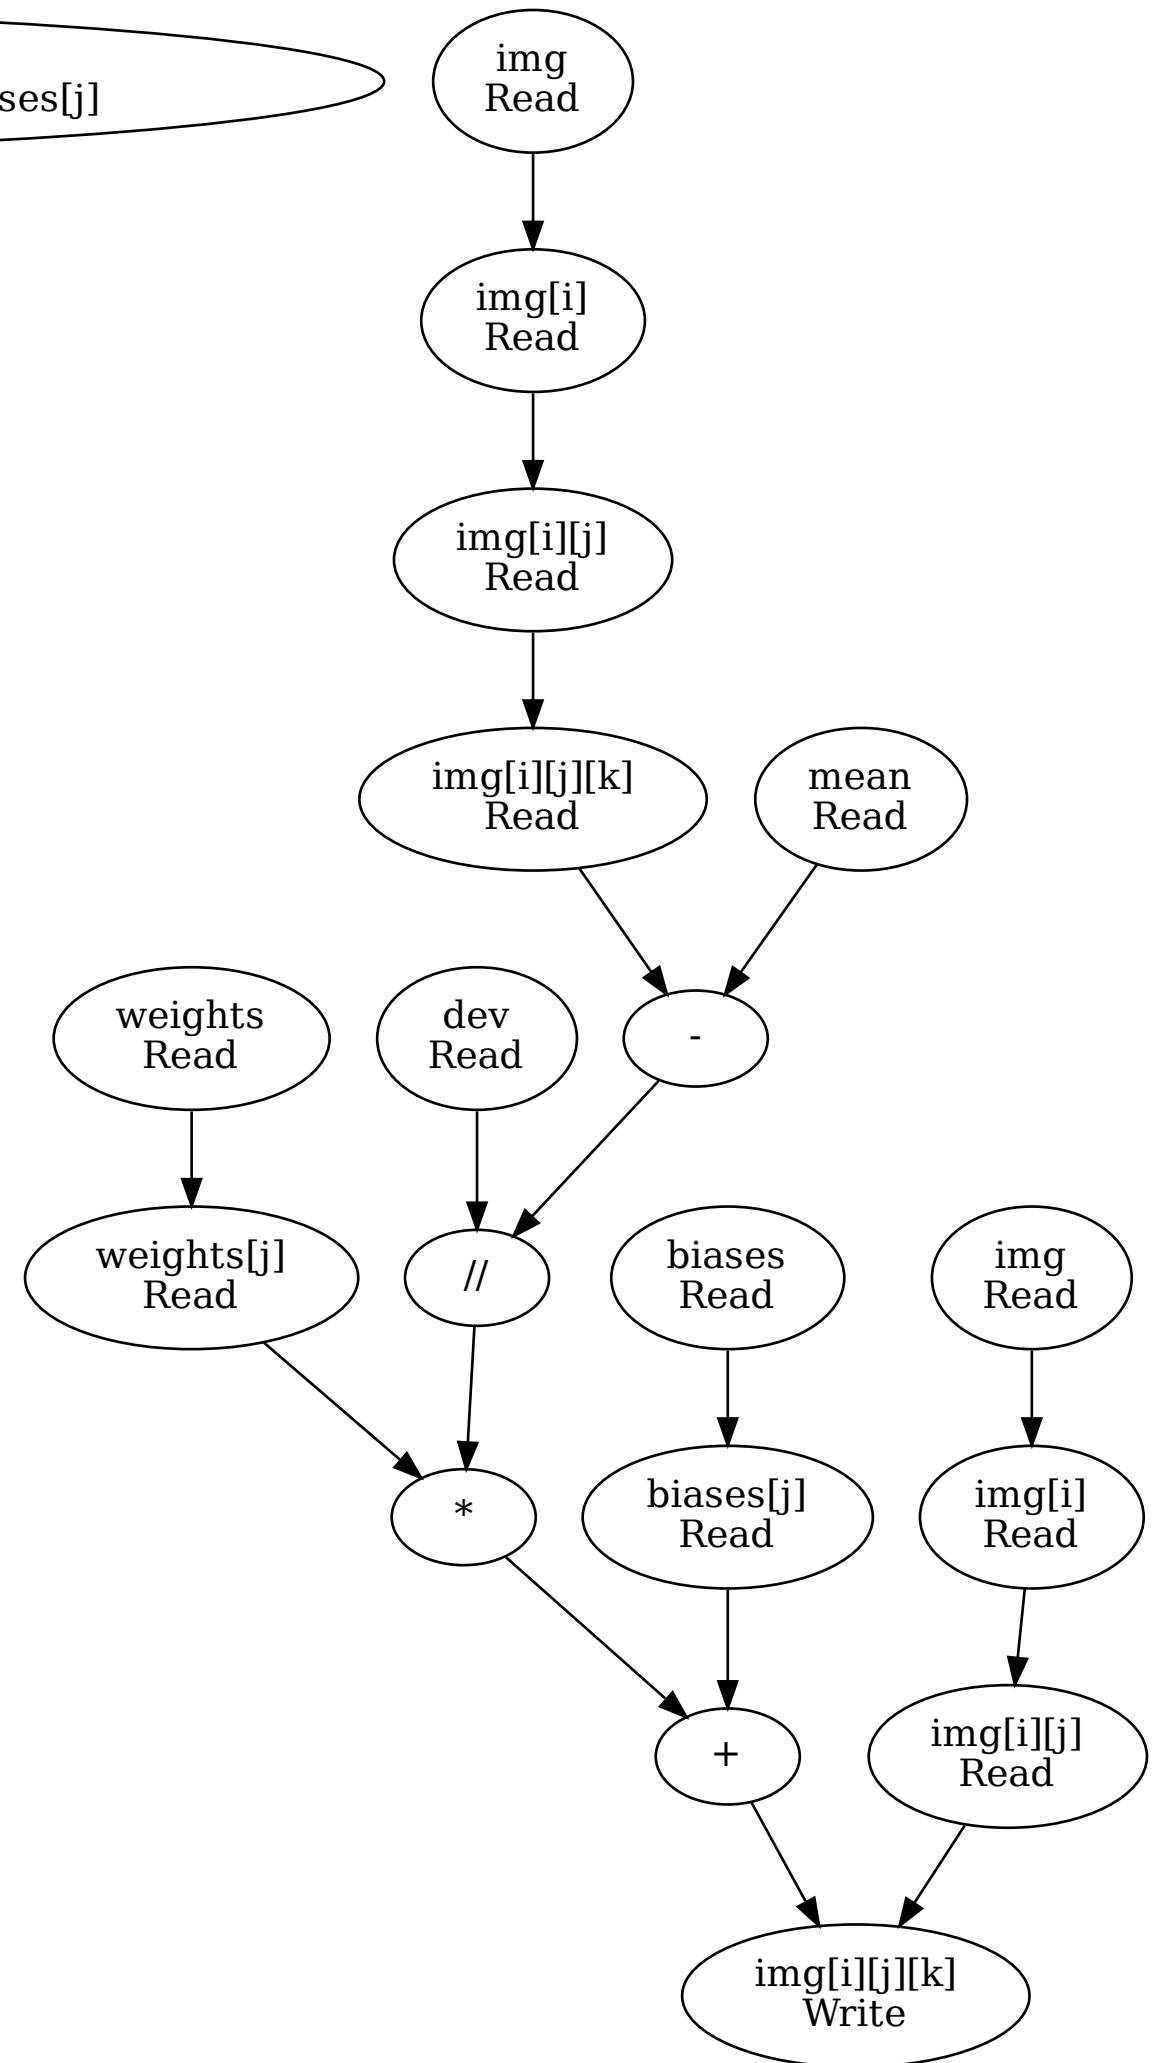 ses[j]
img
Read
img[i]
Read
img[i][j]
Read
img[i][j][k]
Read
mean
Read
weights
Read
dev
Read
-
weights[j]
Read
//
biases
Read
img
Read
*
biases[j]
Read
img[i]
Read
+
img[i][j]
Read
img[i][j][k]
Write